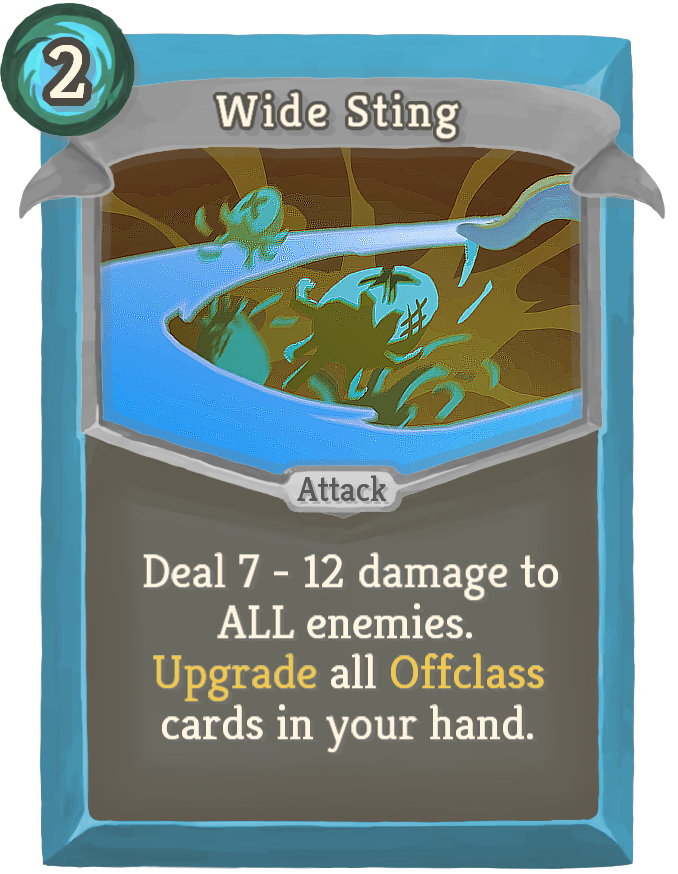 2
Wide Sting
Attack
Deal 7 - 12 damage to
ALL enemies.
Upgrade all Offclass
cards in your hand.